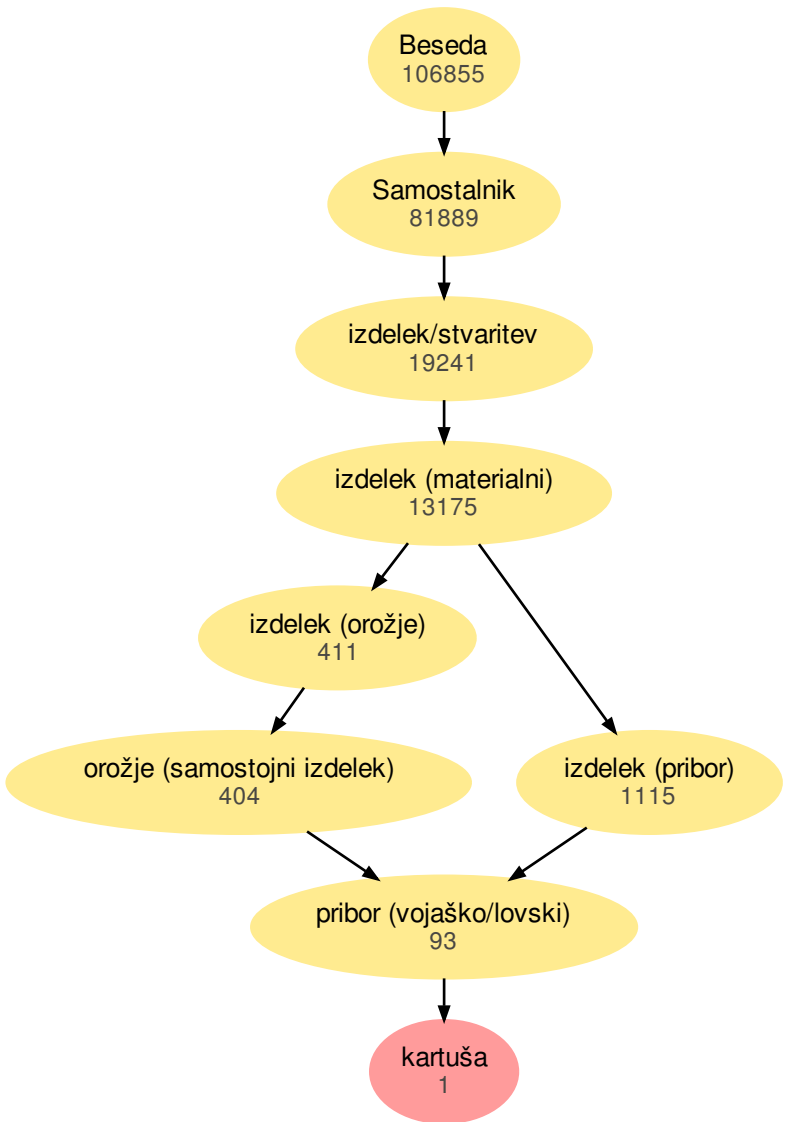 Beseda
106855
Samostalnik
81889
izdelek/stvaritev
19241
izdelek (materialni)
13175
izdelek (orožje)
411
orožje (samostojni izdelek)
404
izdelek (pribor)
1115
pribor (vojaško/lovski)
93
kartuša
1